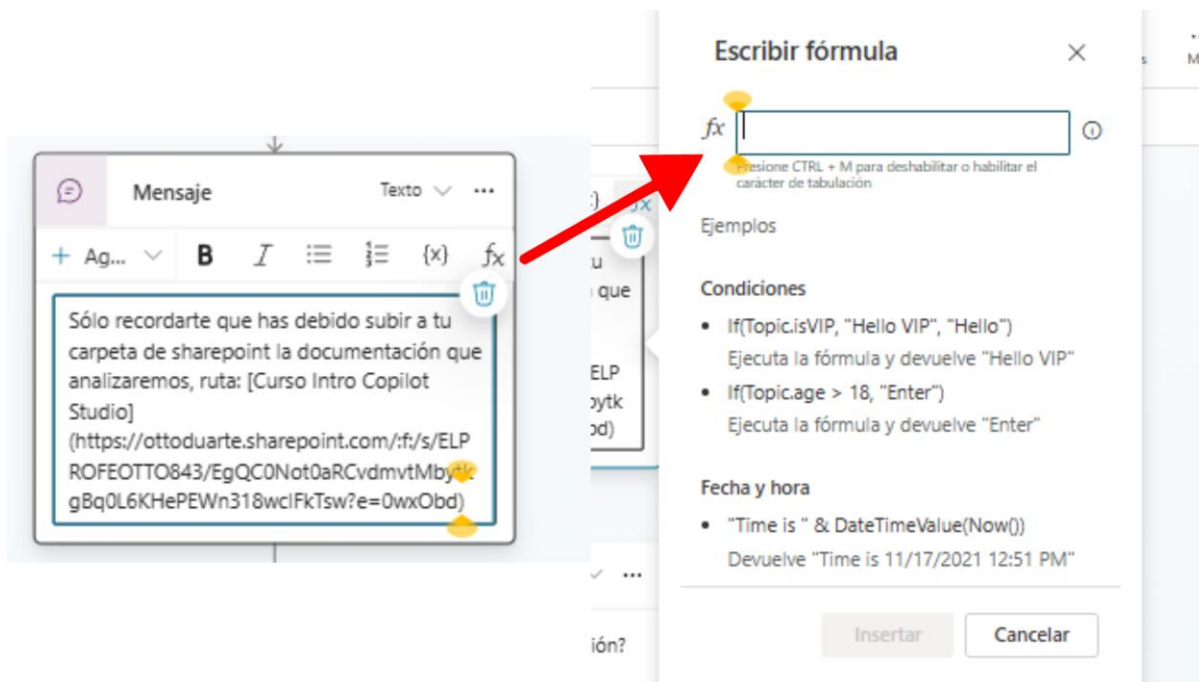 Mensaje
Texto
+ Ag...
B
I
{x}
fx
Sólo recordarte que has debido subir a tu
carpeta de sharepoint la documentación que
analizaremos, ruta: [Curso Intro Copilot
Studio]
(https://ottoduarte.sharepoint.com/:f:/s/ELP
ROFEOTTO843/EgQC0Not0aRCvdmvtMbytk
gBq0L6KHePEWn318wclFkTsw?e=0wxObd)
fx
u
que
ELP
bytk
bd)
ión?
Escribir fórmula
fx
Presione CTRL + M para deshabilitar o habilitar el
carácter de tabulación
Ejemplos
Condiciones
• If(Topic.isVIP, "Hello VIP", "Hello")
Ejecuta la fórmula y devuelve "Hello VIP"
• If(Topic.age > 18, "Enter")
Ejecuta la fórmula y devuelve "Enter"
Fecha y hora
• "Time is " & DateTimeValue(Now())
Devuelve "Time is 11/17/2021 12:51 PM"
Insertar
Cancelar